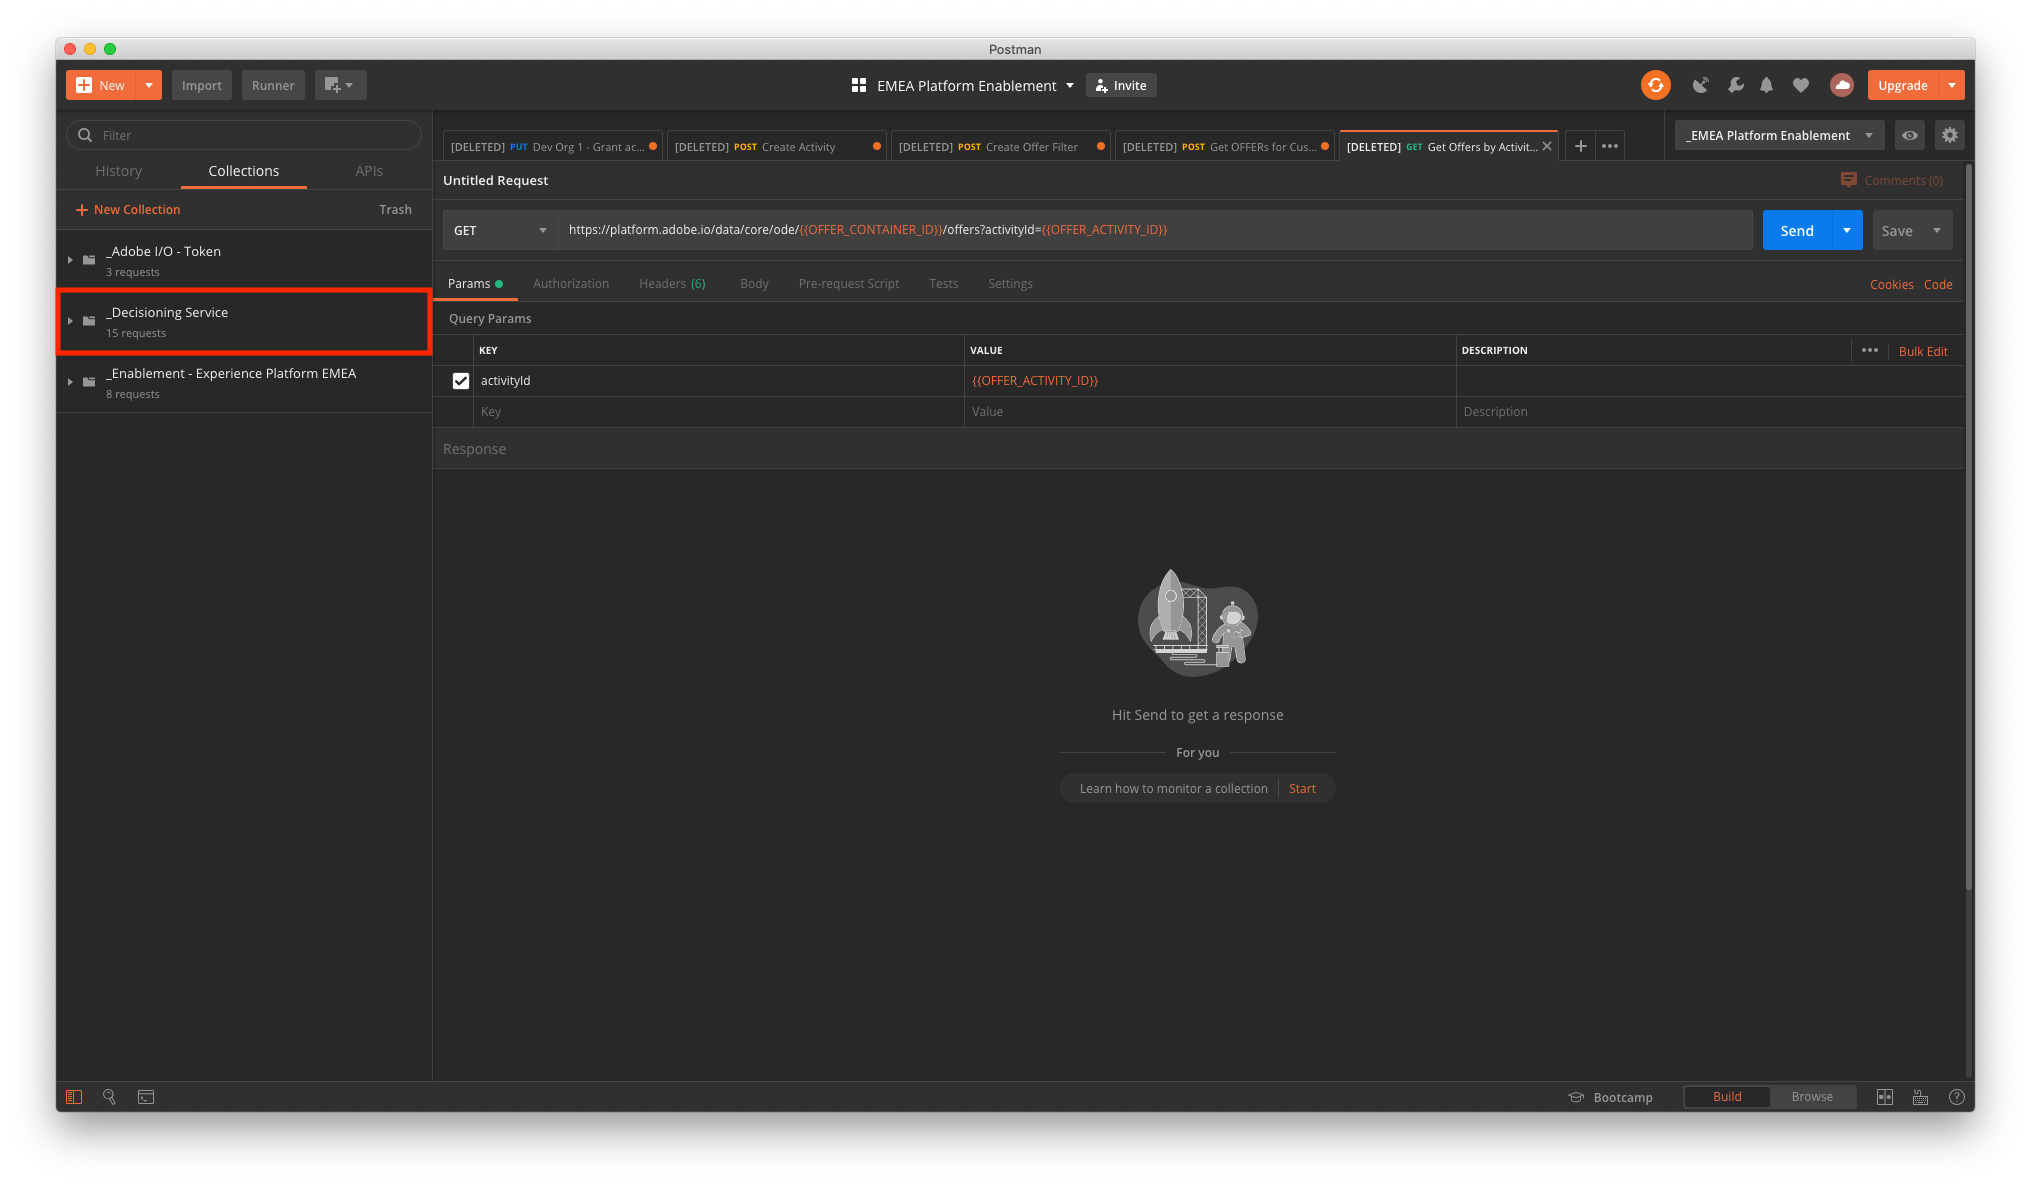 Postman
New
Import
Runner
EMEA Platform Enablement
Invite
Upgrade
Filter
History
Collections
APIs
New Collection
Trash
_Adobe I/O - Token
3 requests
_Decisioning Service
15 requests
_Enablement - Experience Platform EMEA
8 requests
[DELETED] PUT Dev Org 1 - Grant ac...
[DELETED] POST Create Activity
[DELETED] POST Create Offer Filter
[DELETED] POST Get OFFERs for Cus...
[DELETED] GET Get Offers by Activit...
_EMEA Platform Enablement
Untitled Request
Comments (0)
GET
https://platform.adobe.io/data/core/ode/{{OFFER_CONTAINER_ID}}/offers?activityId={{OFFER_ACTIVITY_ID}}
Send
Save
Params
Authorization
Headers (6)
Body
Pre-request Script
Tests
Settings
Cookies
Code
Query Params
KEY
VALUE
DESCRIPTION
Bulk Edit
activityId
{{OFFER_ACTIVITY_ID}}
Key
Value
Description
Response
Hit Send to get a response
For you
Learn how to monitor a collection
Start
Bootcamp
Build
Browse